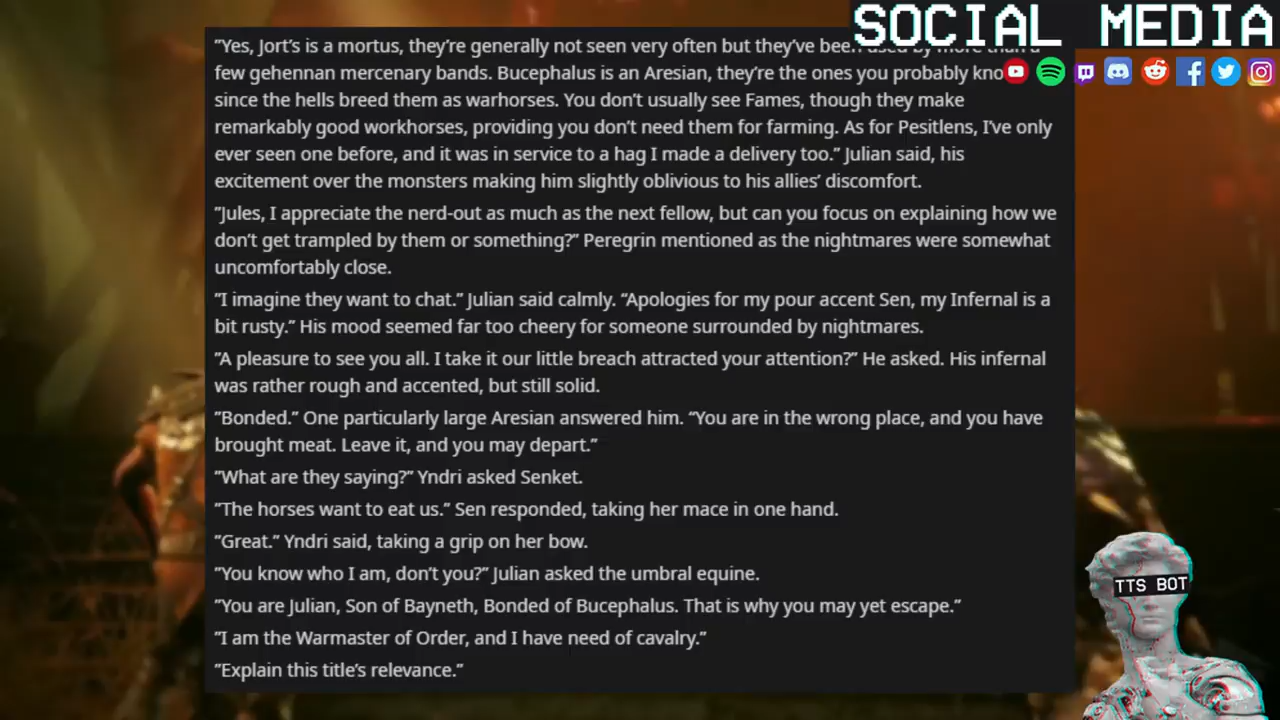 SOCIAL MEDIA
"Yes, Jort's is a mortus, they're generally not seen very often but they've been used by more than a
few gehennan mercenary bands. Bucephalus is an Aresian, they're the ones you probably kno
since the hells breed them as warhorses. You don't usually see Fames, though they make
remarkably good workhorses, providing you don't need them for farming. As for Pesitlens, I've only
ever seen one before, and it was in service to a hag I made a delivery too." Julian said, his
excitement over the monsters making him slightly oblivious to his allies' discomfort.
"Jules, I appreciate the nerd-out as much as the next fellow, but can you focus on explaining how we
don't get trampled by them or something?" Peregrin mentioned as the nightmares were somewhat
uncomfortably close.
"I imagine they want to chat." Julian said calmly. "Apologies for my pour accent Sen, my Infernal is a
bit rusty." His mood seemed far too cheery for someone surrounded by nightmares.
"A pleasure to see you all. I take it our little breach attracted your attention?" He asked. His infernal
was rather rough and accented, but still solid.
"Bonded." One particularly large Aresian answered him. "You are in the wrong place, and you have
brought meat. Leave it, and you may depart."
"What are they saying?" Yndri asked Senket.
"The horses want to eat us." Sen responded, taking her mace in one hand.
"Great." Yndri said, taking a grip on her bow.
"You know who I am, don't you?" Julian asked the umbral equine.
"You are Julian, Son of Bayneth, Bonded of Bucephalus. That is why you may yet escape."
"I am the Warmaster of Order, and I have need of cavalry."
"Explain this title's relevance."
TTS BOT